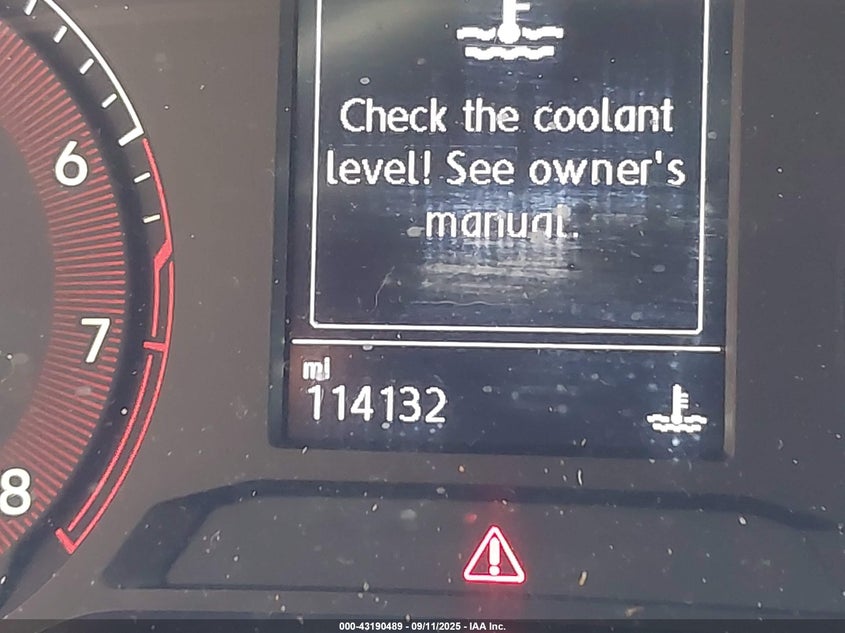 6
7
8
Check the coolant
level! See owner's
manual.
mi
114132
000-43190489 - 09/11/2025 - IAA Inc.